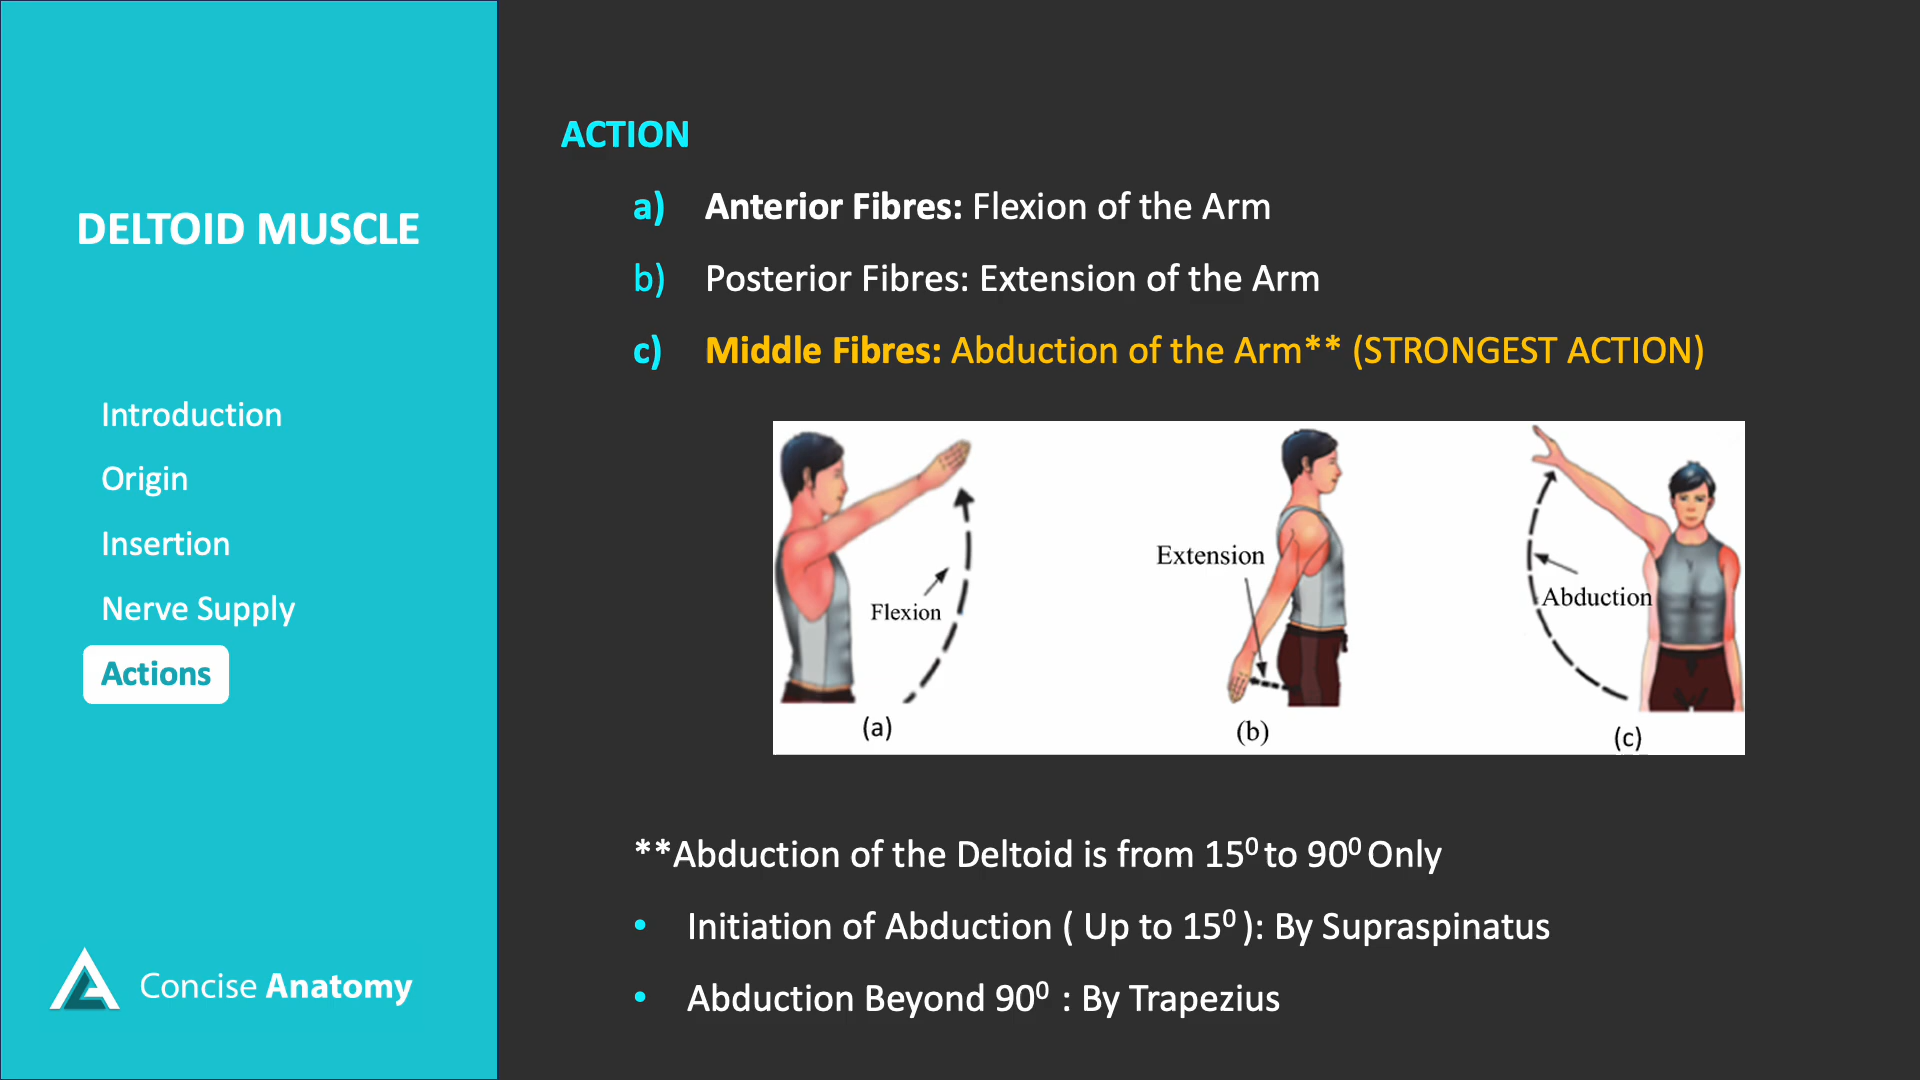 DELTOID MUSCLE
Introduction
Origin
Insertion
Nerve Supply
Actions
Concise Anatomy
ACTION
a) Anterior Fibres: Flexion of the Arm
b) Posterior Fibres: Extension of the Arm
c) Middle Fibres: Abduction of the Arm** (STRONGEST ACTION)
Flexion
(a)
Extension
(b)
Abduction
(c)
**Abduction of the Deltoid is from 15⁰ to 90⁰ Only
• Initiation of Abduction ( Up to 15⁰ ): By Supraspinatus
• Abduction Beyond 90⁰ : By Trapezius